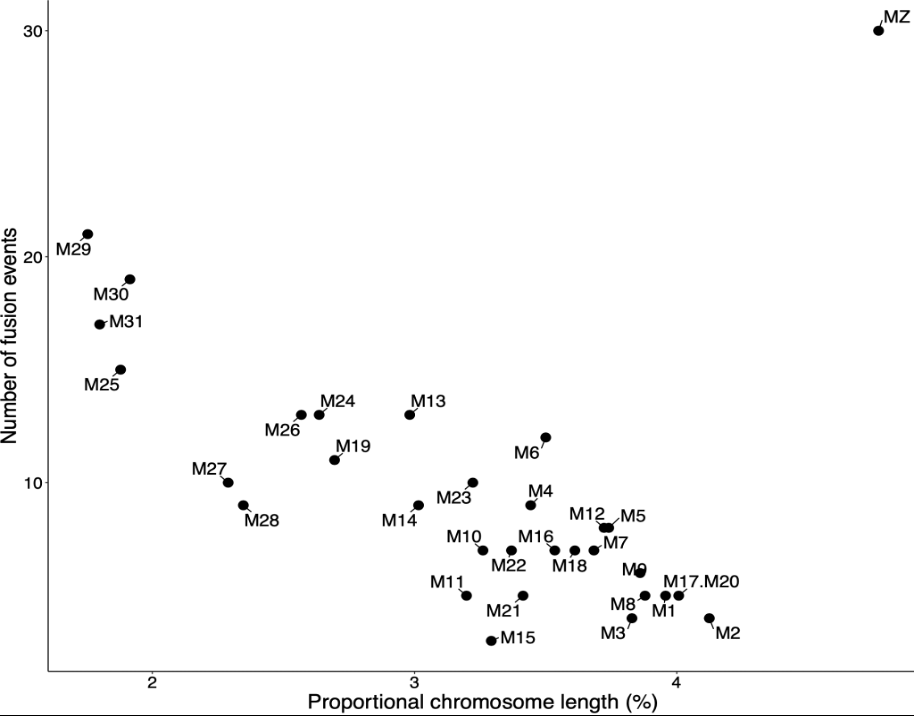 MZ
30
M29
20
M30
M31
M25
M24
M13
M26
M6
M19
M27
10
M23
M4
M28
M14
M12
M5
M10
M16
M7
M22
M18
M9
M11
M17.M20
M21
M8
M1
M3
M2
M15
2
3
4
Number of fusion events
Proportional chromosome length (%)